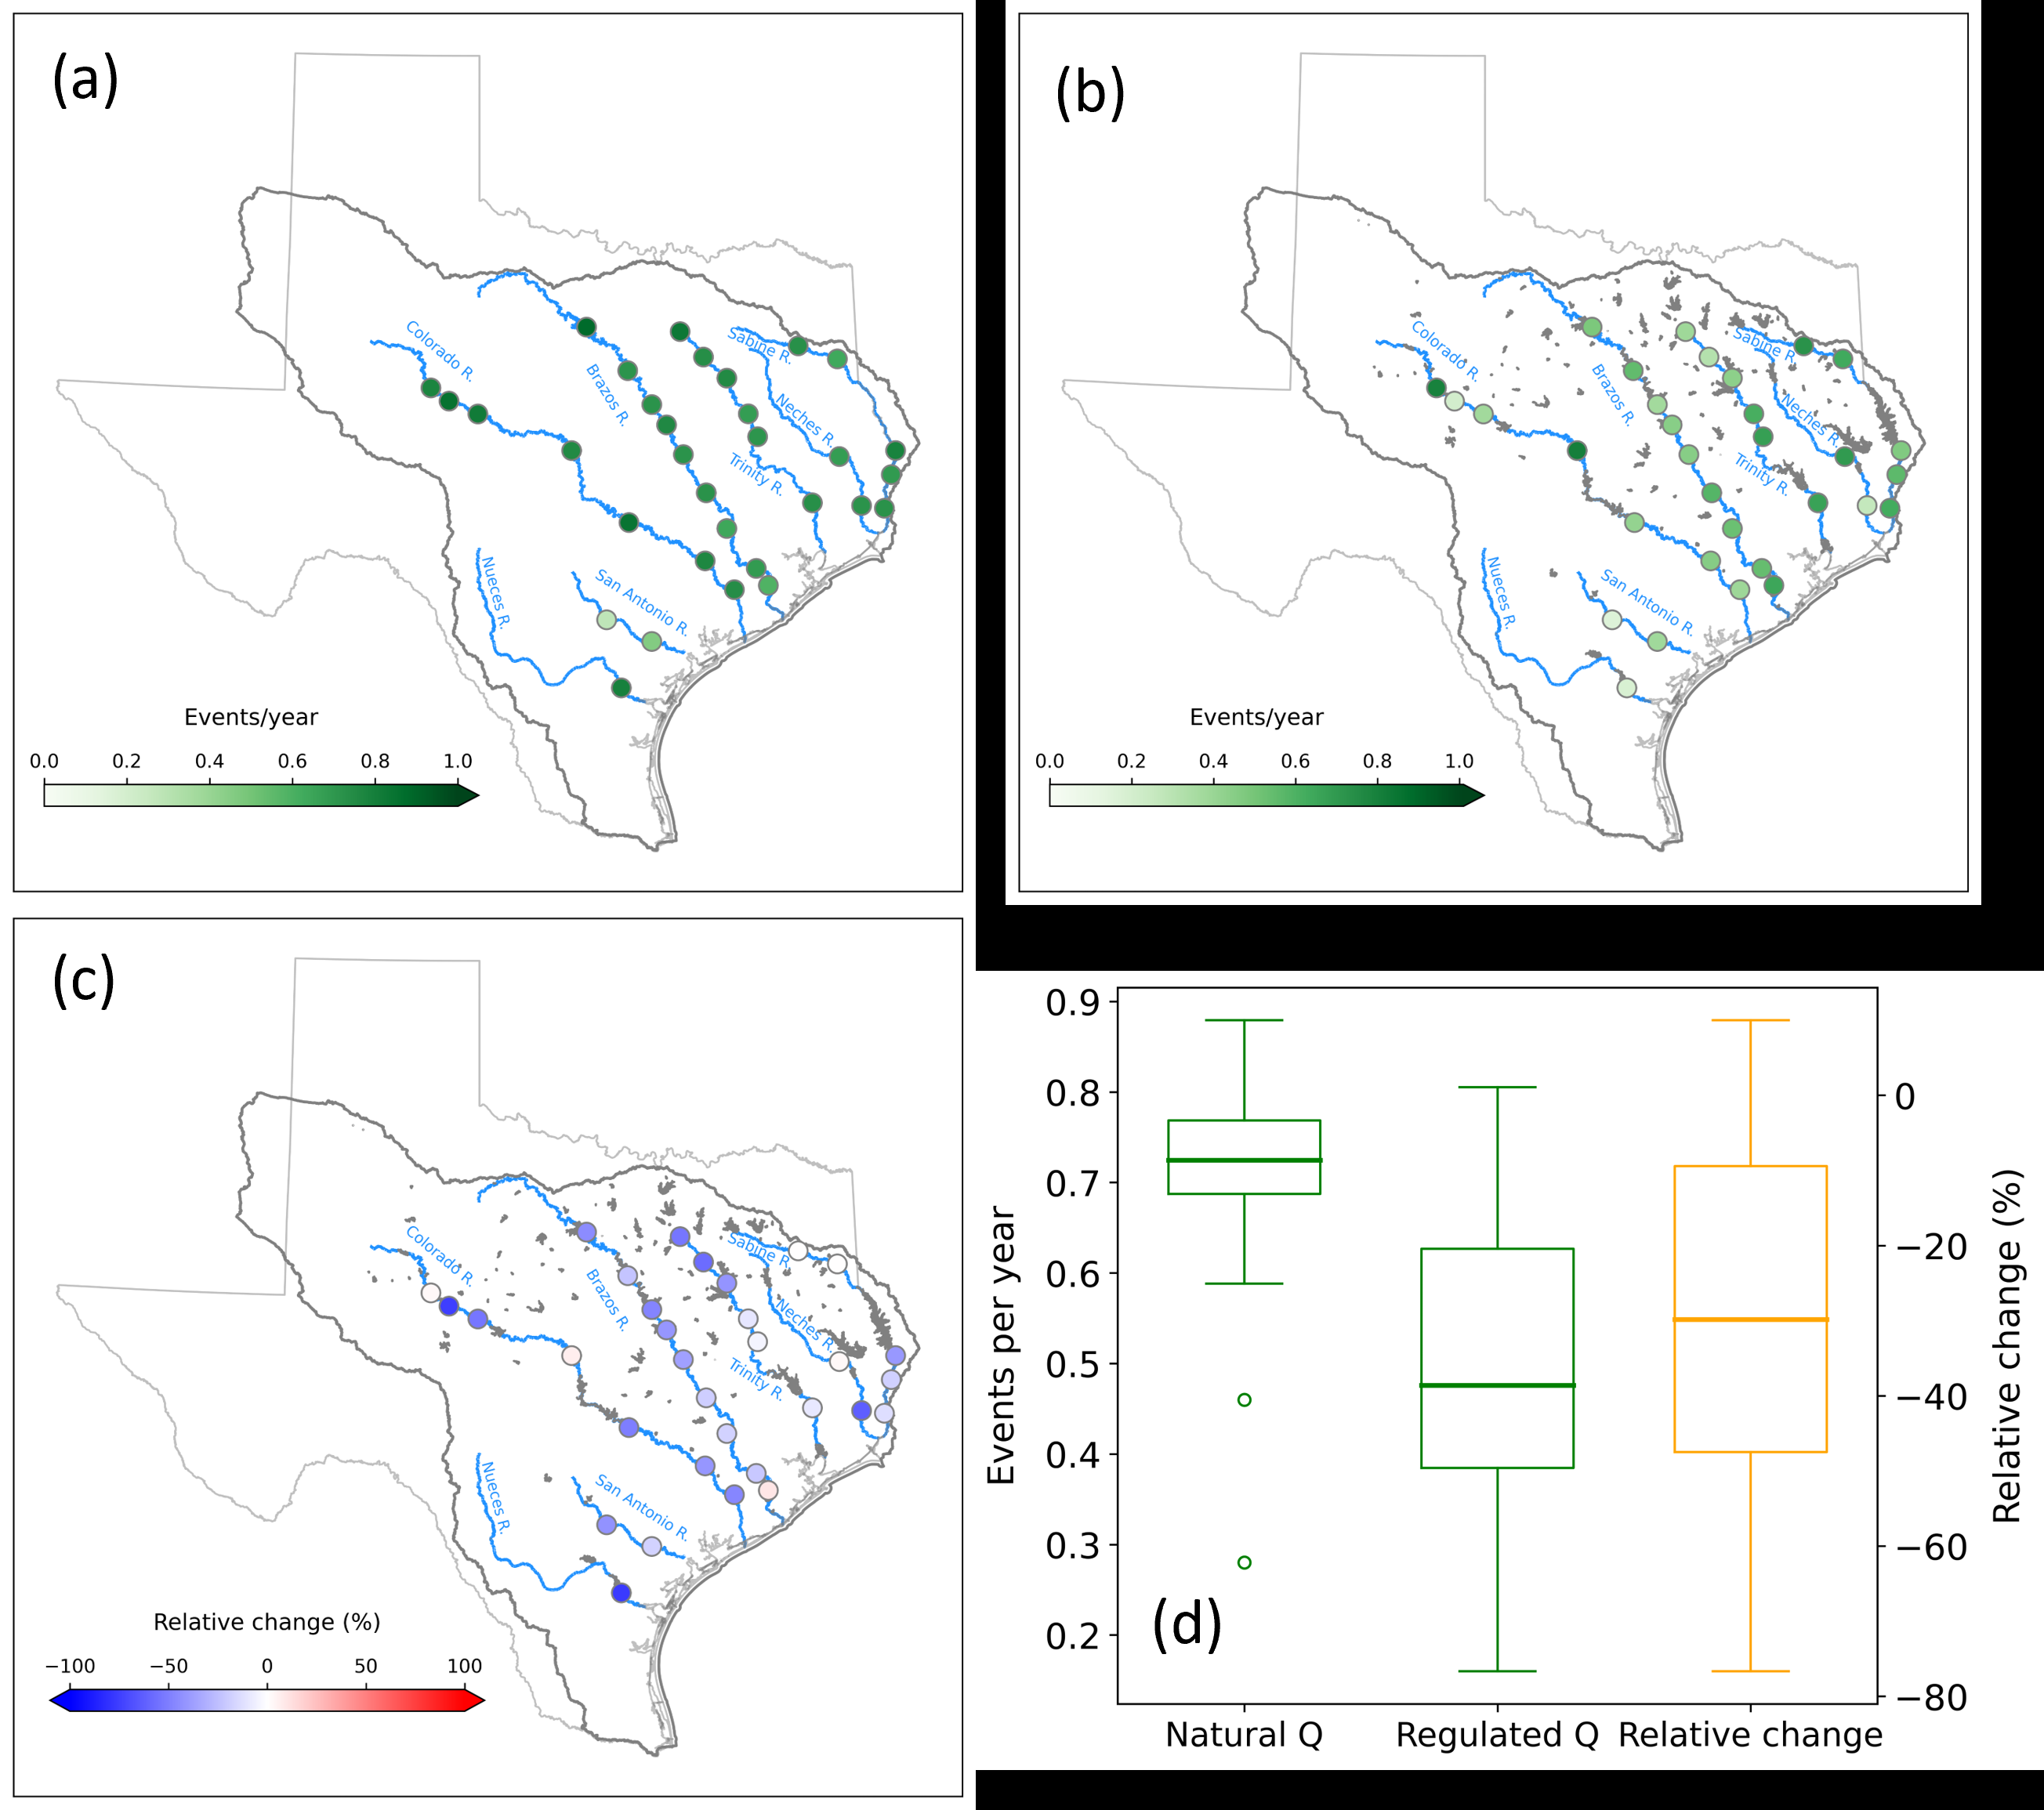 (a)
Colorado R.
Brazos R.
Sabine R.
Neches R.
Trinity R.
Nueces R.
San Antonio R.
Events/year
0.0 0.2 0.4 0.6 0.8 1.0
(b)
Colorado R.
Brazos R.
Sabine R.
Neches R.
Trinity R.
Nueces R.
San Antonio R.
Events/year
0.0 0.2 0.4 0.6 0.8 1.0
(c)
Colorado R.
Brazos R.
Sabine R.
Neches R.
Trinity R.
Nueces R.
San Antonio R.
Relative change (%)
−100 −50 0 50 100
Events per year
0.9
0.8
0.7
0.6
0.5
0.4
0.3
0.2
(d)
0
−20
−40
−60
−80
Relative change (%)
Natural Q Regulated Q Relative change